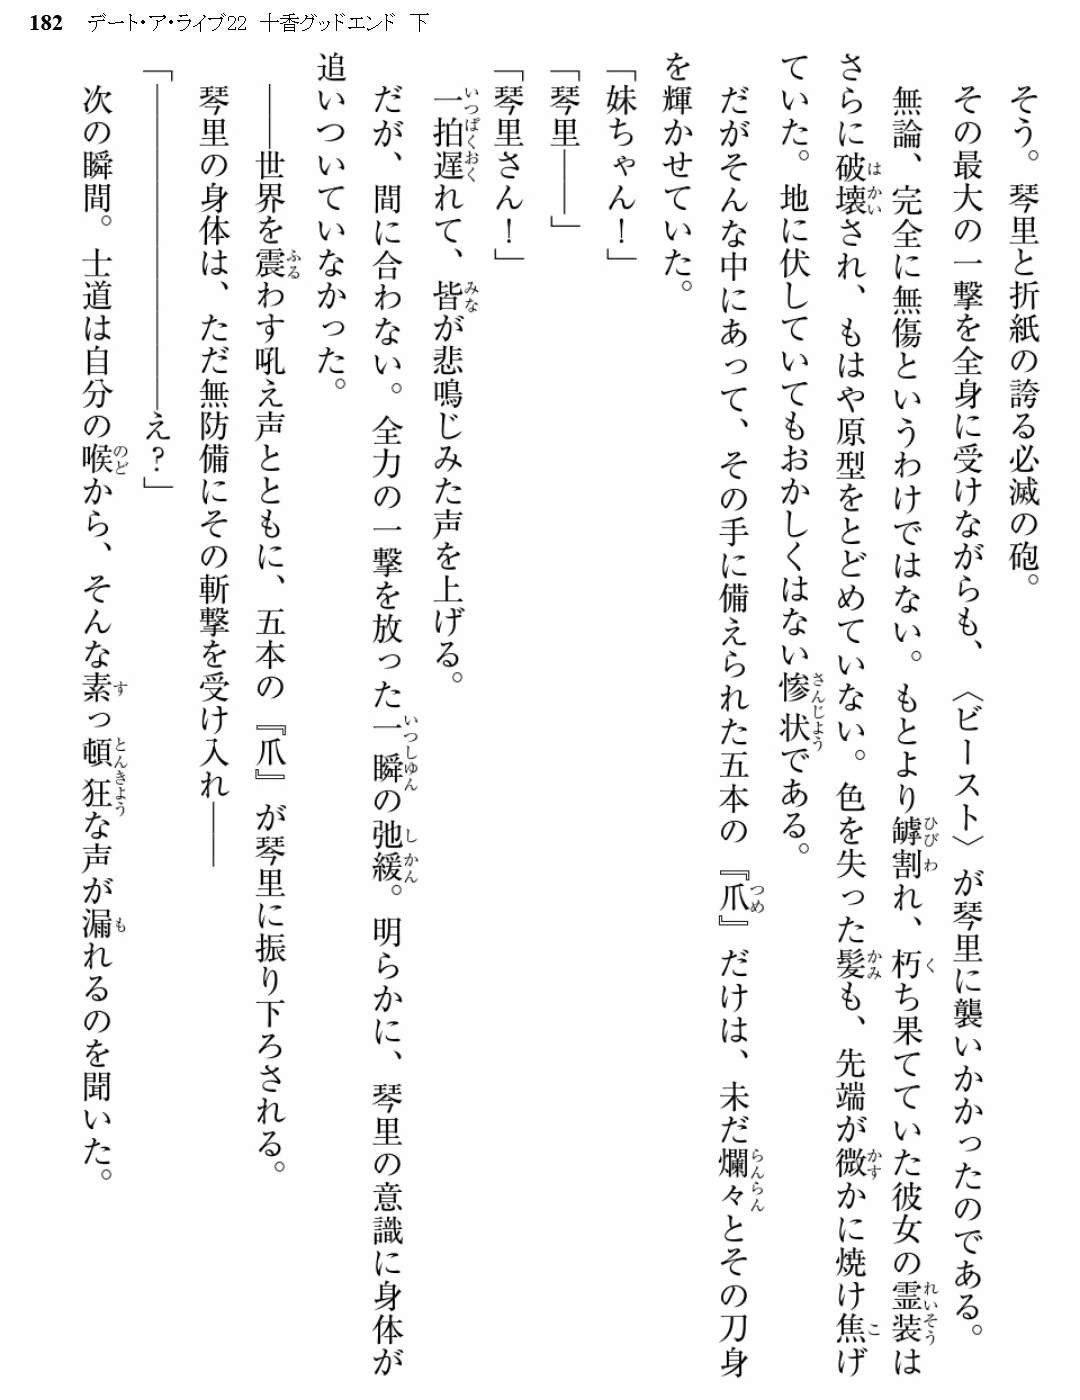 182 デート・ア・ライブ22 十香グッドエンド 下
そう。琴里と折紙の誇る必滅の砲。
その最大の一撃を全身に受けながらも、〈ビースト〉が琴里に襲いかかったのである。
無論、完全に無傷というわけではない。もとより罅割れ、朽ち果てていた彼女の霊装は
さらに破壊され、もはや原型をとどめていない。色を失った髪も、先端が微かに焼け焦げ
ていた。地に伏していてもおかしくはない惨状である。
だがそんな中にあって、その手に備えられた五本の『爪』だけは、未だ爛々とその刀身
を輝かせていた。
「妹ちゃん！」
「琴里――」
「琴里さん！」
一拍遅れて、皆が悲鳴じみた声を上げる。
だが、間に合わない。全力の一撃を放った一瞬の弛緩。明らかに、琴里の意識に身体が
追いついていなかった。
――世界を震わす吼え声とともに、五本の『爪』が琴里に振り下ろされる。
琴里の身体は、ただ無防備にその斬撃を受け入れ――
「――――――――――え？」
次の瞬間。士道は自分の喉から、そんな素っ頓狂な声が漏れるのを聞いた。